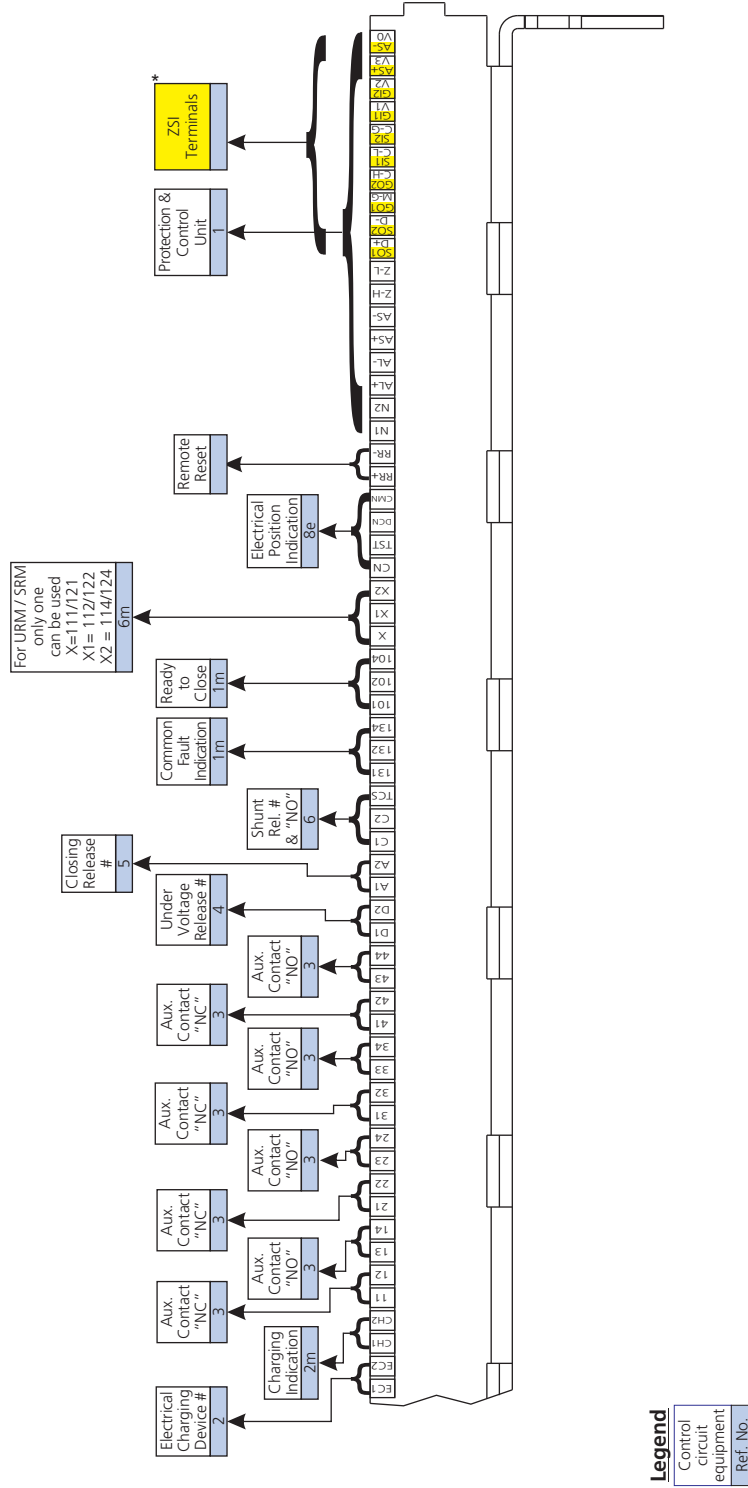 Electrical
Charging
Device #
2
Charging
Indication
2m
Aux.
Contact
"NC"
3
Aux.
Contact
"NO"
3
Aux.
Contact
"NC"
3
Aux.
Contact
"NO"
3
Aux.
Contact
"NC"
3
Aux.
Contact
"NO"
3
Aux.
Contact
"NC"
3
Aux.
Contact
"NO"
3
Under
Voltage
Release #
4
Closing
Release
#
5
Shunt
Rel. #
& "NO"
6
Common
Fault
Indication
1m
Ready
to
Close
1m
For URM / SRM
only one
can be used
X=111/121
X1= 112/122
X2 = 114/124
6m
Electrical
Position
Indication
8e
Remote
Reset
Protection &
Control
Unit
1
ZSI
Terminals
*
EC1
EC2
CH1
CH2
11
12
13
14
21
22
23
24
31
32
33
34
41
42
43
44
D1
D2
A1
A2
C1
C2
TCS
131
132
134
101
102
104
X
X1
X2
CN
TST
DCN
CMN
RR+
RR-
N1
N2
AL+
AL-
AS+
AS-
Z-H
Z-L
D+
SO1
D-
SO2
M-G
GO1
C-H
GO2
C-L
SI1
C-G
SI2
V1
GI1
V2
GI2
V3
AS+
V0
AS-
Legend
Control
circuit
equipment
Ref. No.